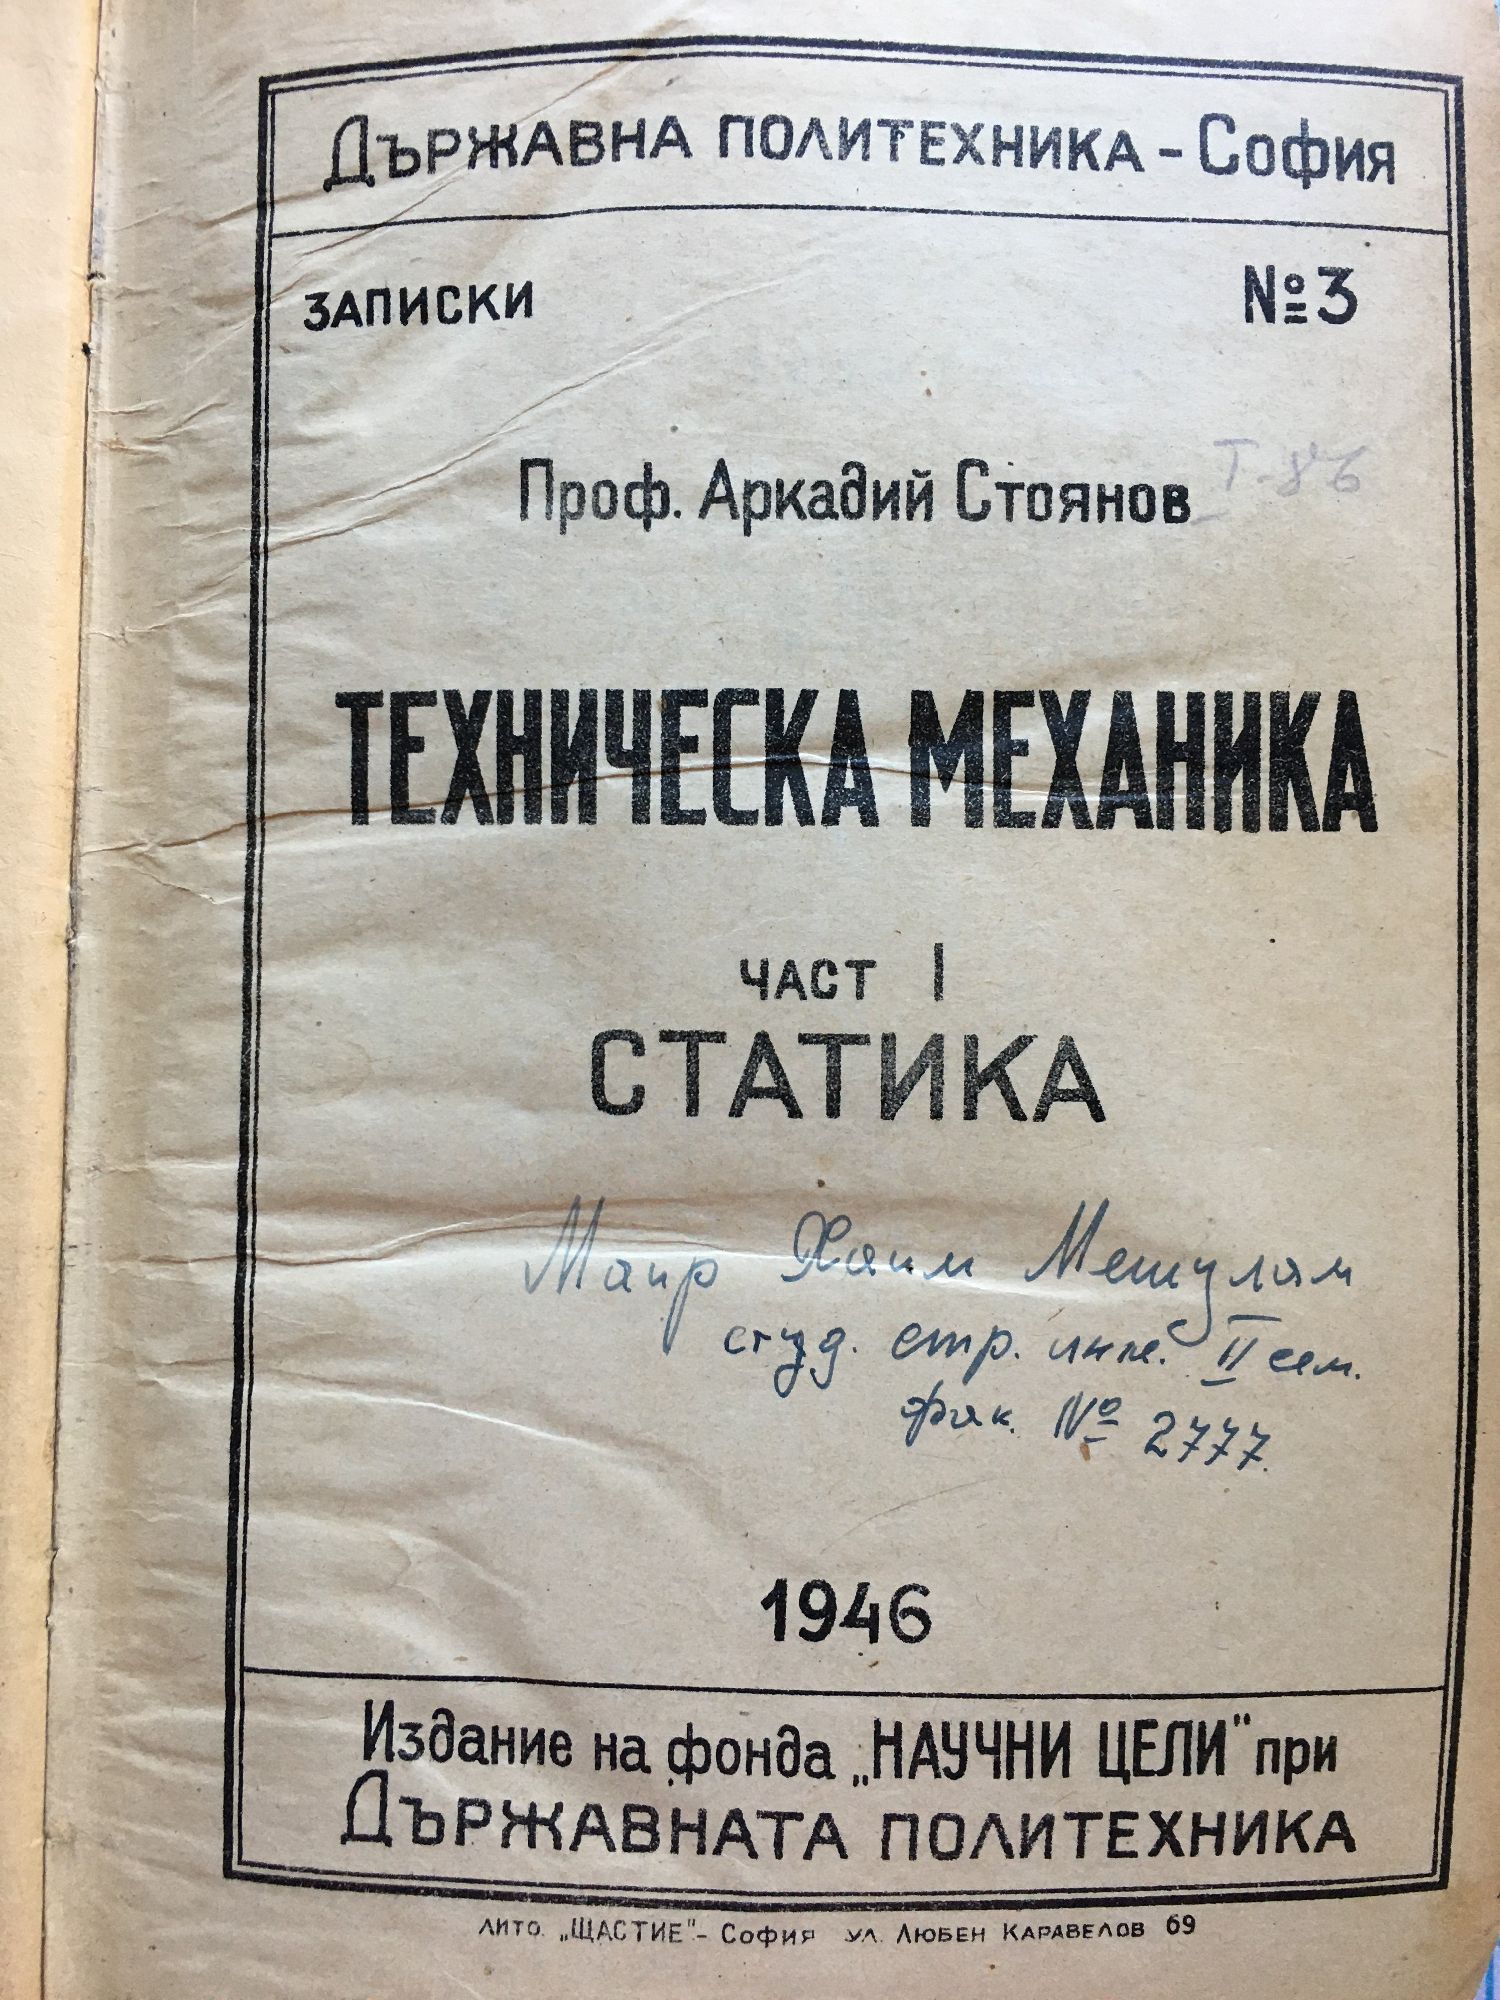 ДЪРЖАВНА ПОЛИТЕХНИКА - София
ЗАПИСКИ №3
Проф. Аркадий Стоянов
I-86
ТЕХНИЧЕСКА МЕХАНИКА
ЧАСТ I
СТАТИКА
Маир Хаим Мешулам
студ. стр. инж. II сем.
фак. № 2777.
1946
Издание на фонда „НАУЧНИ ЦЕЛИ" при
ДЪРЖАВНАТА ПОЛИТЕХНИКА
ЛИТО. „ЩАСТИЕ"- София ул. Любен Каравелов 69